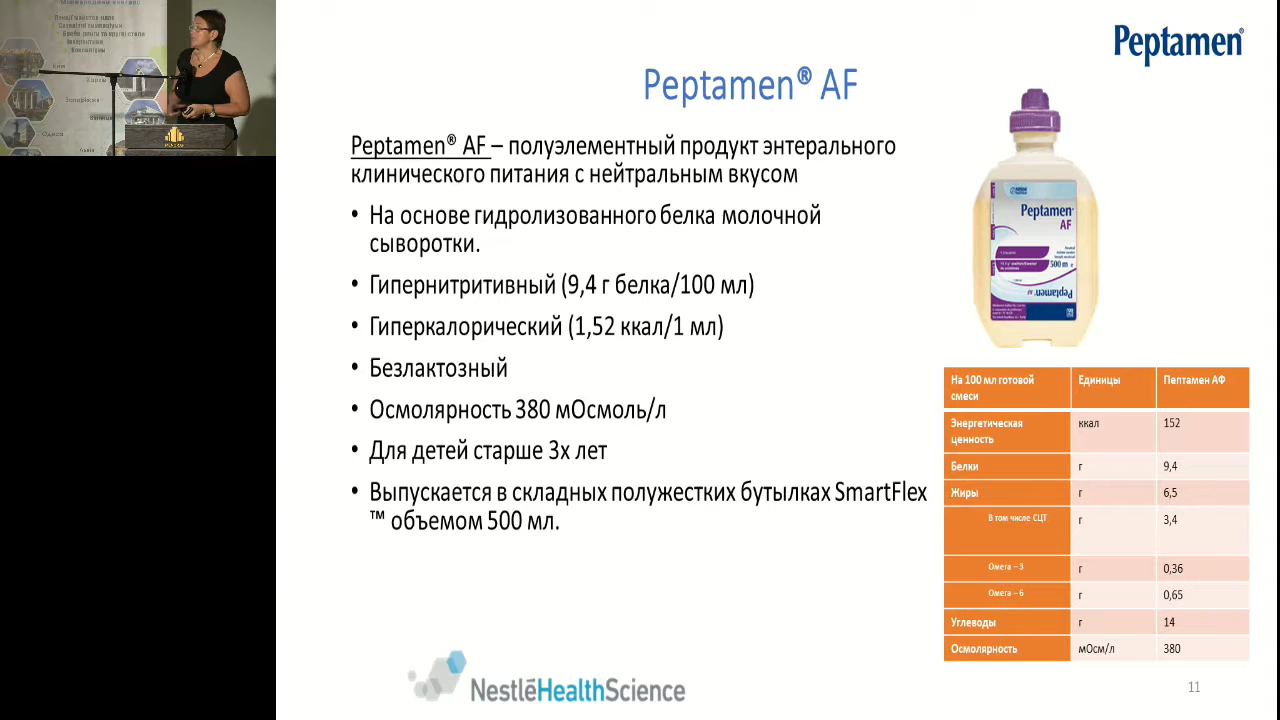 Peptamen®
Peptamen® AF
Peptamen® AF – полуэлементный продукт энтерального
клинического питания с нейтральным вкусом
• На основе гидролизованного белка молочной
сыворотки.
• Гипернитритивный (9,4 г белка/100 мл)
• Гиперкалорический (1,52 ккал/1 мл)
• Безлактозный
• Осмолярность 380 мОсмоль/л
• Для детей старше 3х лет
• Выпускается в складных полужестких бутылках SmartFlex
™ объемом 500 мл.
Peptamen
AF
500 m
Peptamen AF
На 100 мл готовой
смеси
Единицы
Пептамен АФ
Энергетическая
ценность
ккал
152
Белки
г
9,4
Жиры
г
6,5
В том числе СЦТ
г
3,4
Омега – 3
г
0,36
Омега – 6
г
0,65
Углеводы
г
14
Осмолярность
мОсм/л
380
NestléHealthScience
11
Одеса